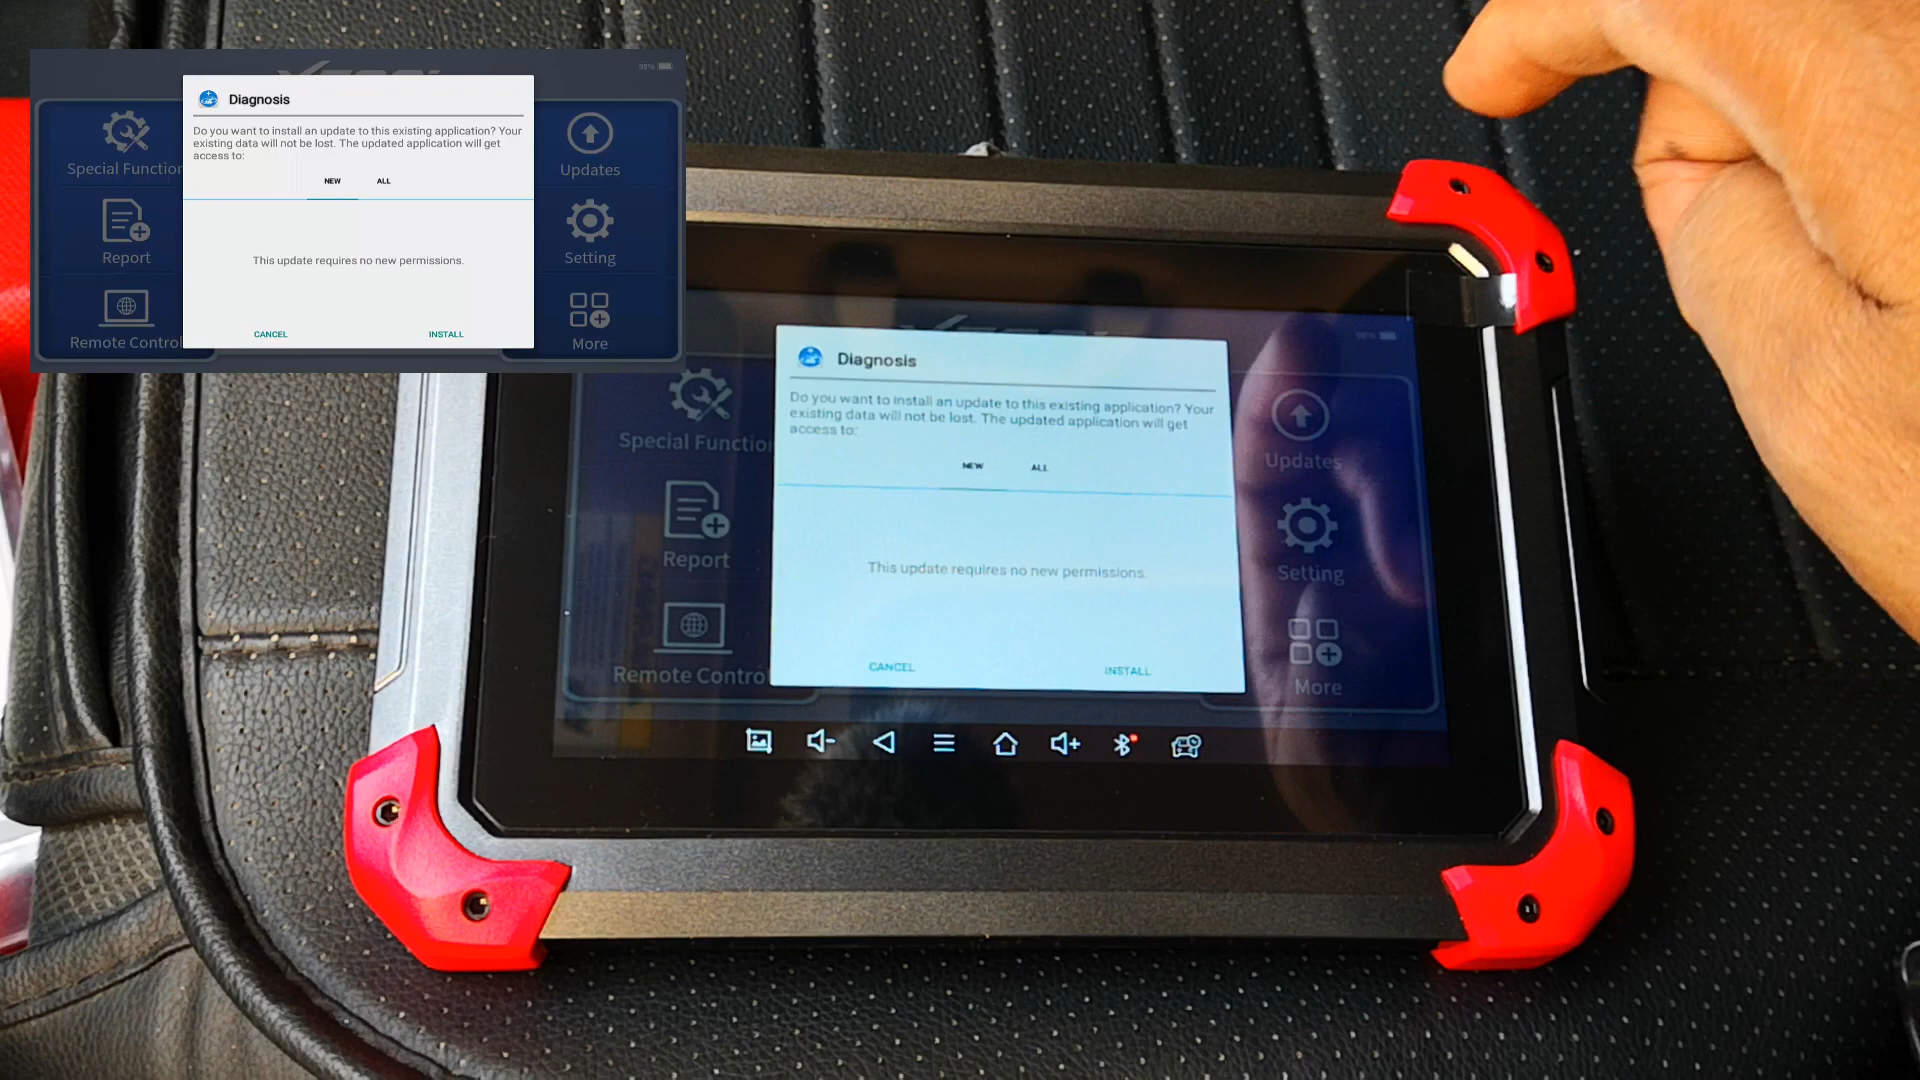 98%
Diagnosis
Do you want to install an update to this existing application? Your
existing data will not be lost. The updated application will get
access to:
NEW ALL
This update requires no new permissions.
CANCEL INSTALL
Special Function
Report
Remote Control
Updates
Setting
More
Diagnosis
Do you want to install an update to this existing application? Your
existing data will not be lost. The updated application will get
access to:
NEW ALL
This update requires no new permissions.
CANCEL INSTALL
Special Functio
Report
Remote Contro
Updates
Setting
More